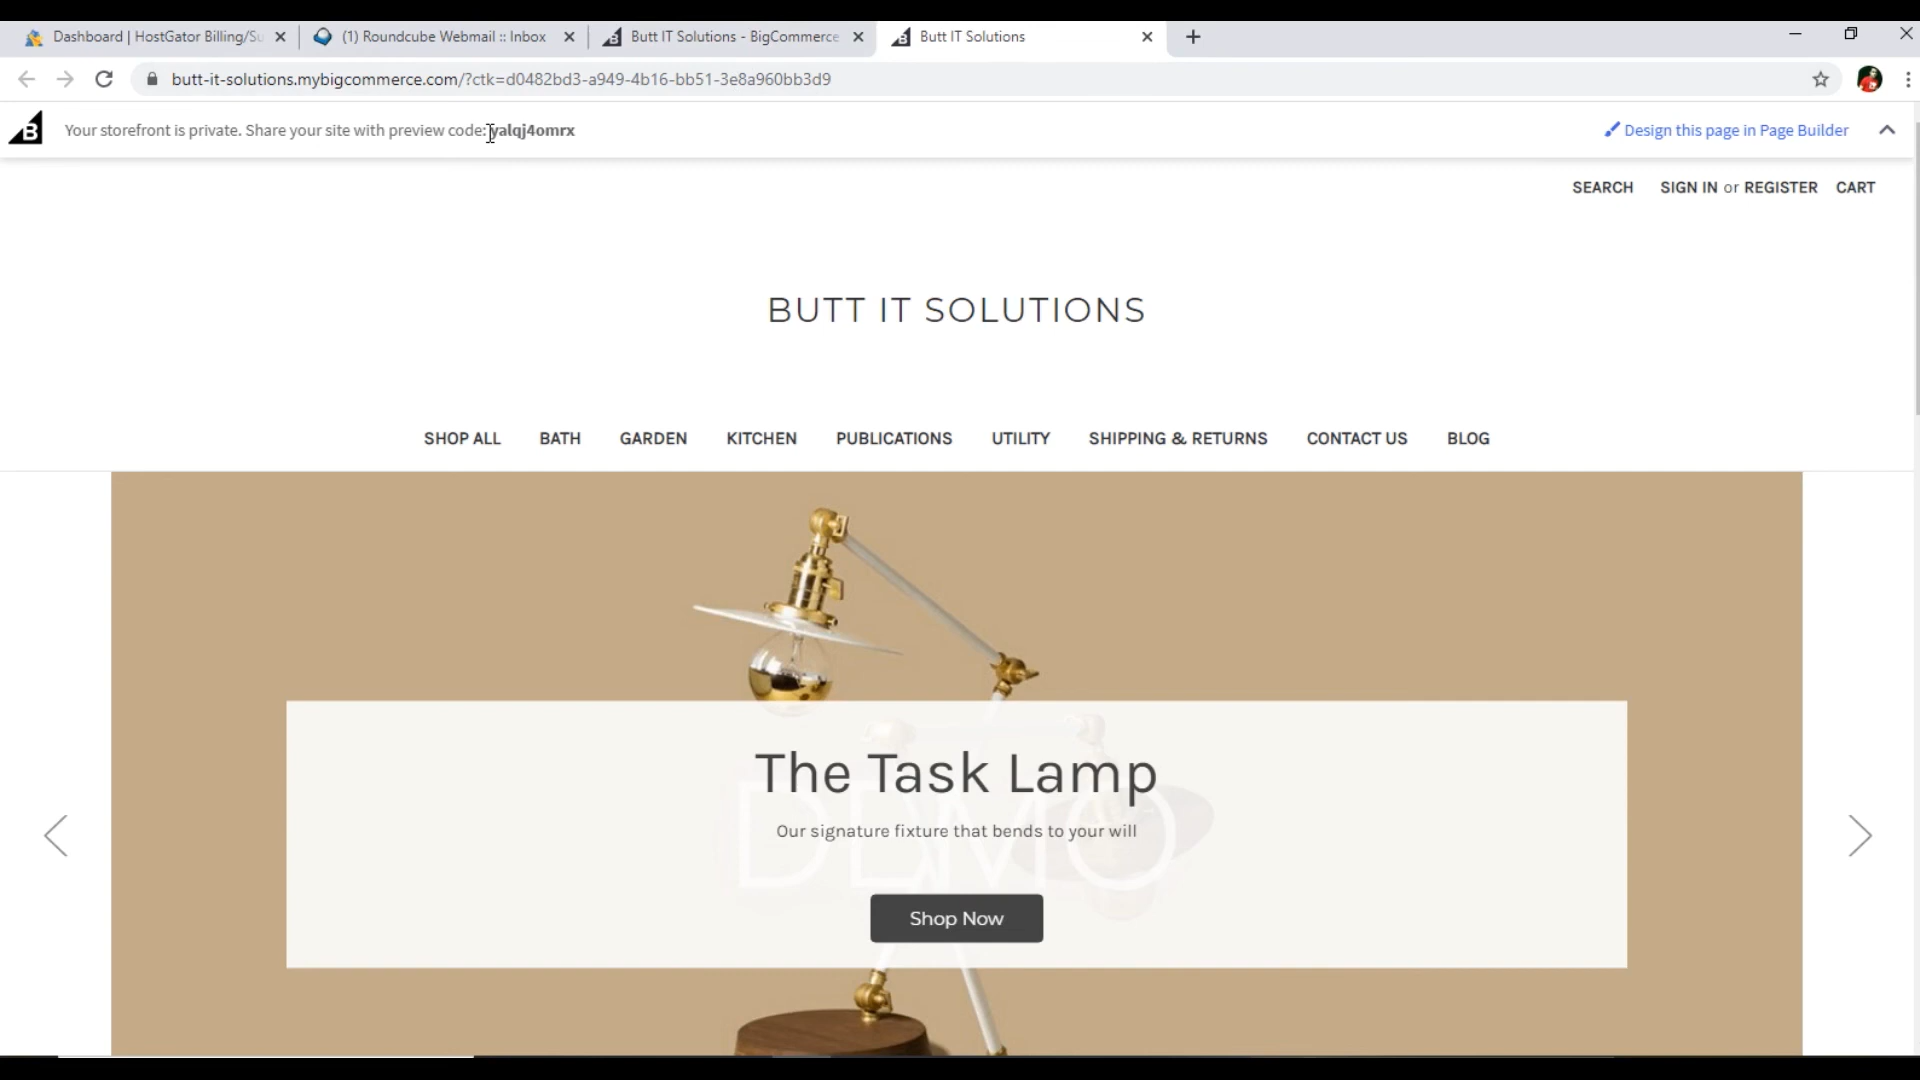 Dashboard | HostGator Billing/Su
(1) Roundcube Webmail :: Inbox
Butt IT Solutions - BigCommerce
Butt IT Solutions
butt-it-solutions.mybigcommerce.com/?ctk=d0482bd3-a949-4b16-bb51-3e8a960bb3d9
B Your storefront is private. Share your site with preview code: yalqj4omrx
Design this page in Page Builder
SEARCH SIGN IN or REGISTER CART
BUTT IT SOLUTIONS
SHOP ALL BATH GARDEN KITCHEN PUBLICATIONS UTILITY SHIPPING & RETURNS CONTACT US BLOG
The Task Lamp
Our signature fixture that bends to your will
DEMO
Shop Now